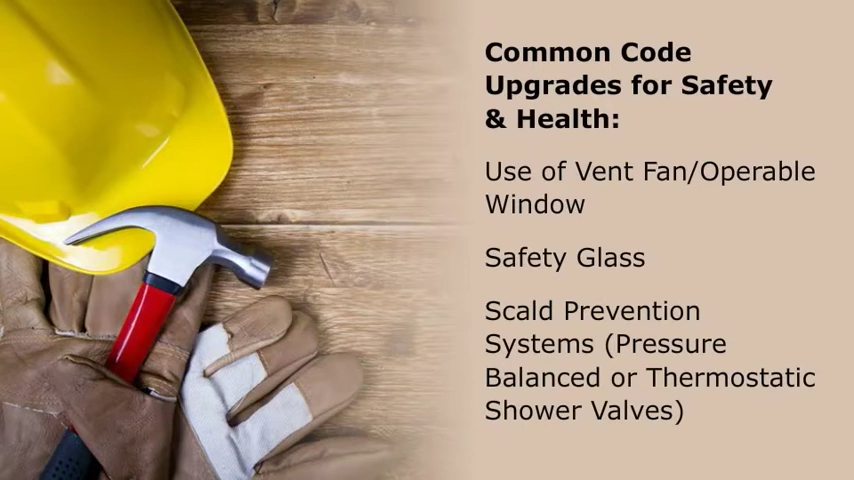 Common Code
Upgrades for Safety
& Health:
Use of Vent Fan/Operable
Window
Safety Glass
Scald Prevention
Systems (Pressure
Balanced or Thermostatic
Shower Valves)